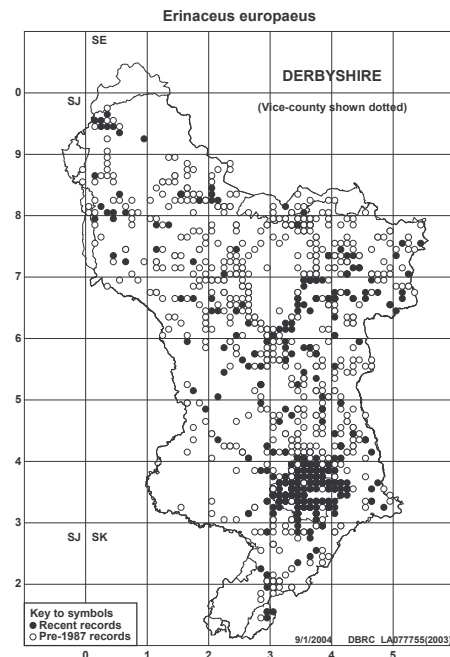 Erinaceus europaeus
SE
DERBYSHIRE
0
SJ
(Vice-county shown dotted)
9
8
7
6
5
4
3
SJ SK
2
Key to symbols
Recent records
Pre-1987 records
9/1/2004 DBRC LA077755(2003)
0 1 2 3 4 5